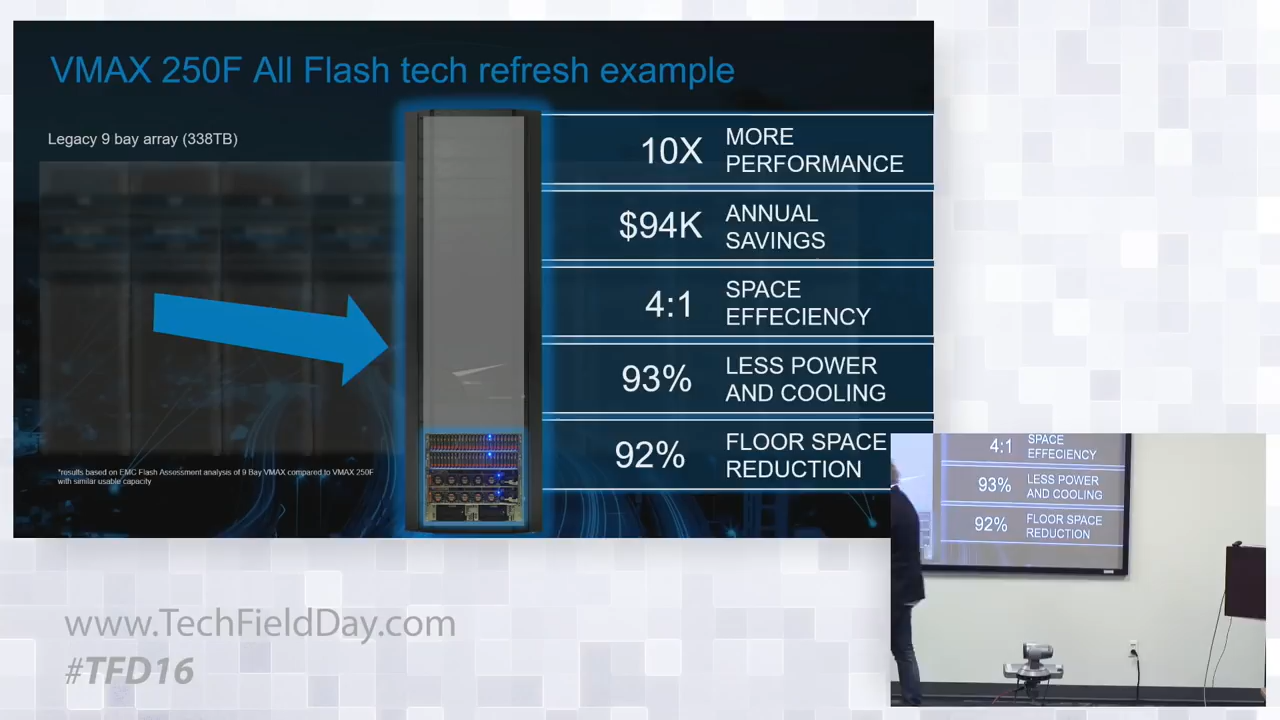 VMAX 250F All Flash tech refresh example
Legacy 9 bay array (338TB)
10X
MORE
PERFORMANCE
$94K
ANNUAL
SAVINGS
4:1
SPACE
EFFECIENCY
93%
LESS POWER
AND COOLING
92%
FLOOR SPACE
REDUCTION
*results based on EMC Flash Assessment analysis of 9 Bay VMAX compared to VMAX 250F
with similar usable capacity
4:1
SPACE
EFFECIENCY
93%
LESS POWER
AND COOLING
92%
FLOOR SPACE
REDUCTION
www.TechFieldDay.com
#TFD16